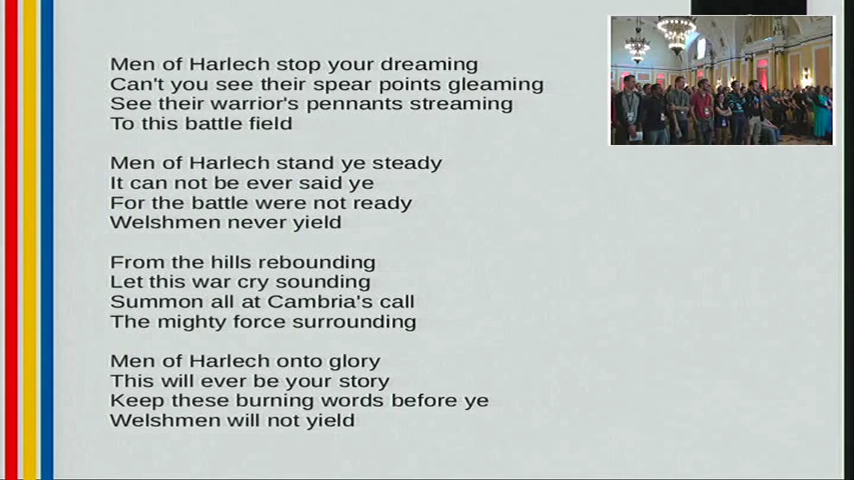 Men of Harlech stop your dreaming
Can't you see their spear points gleaming
See their warrior's pennants streaming
To this battle field
Men of Harlech stand ye steady
It can not be ever said ye
For the battle were not ready
Welshmen never yield
From the hills rebounding
Let this war cry sounding
Summon all at Cambria's call
The mighty force surrounding
Men of Harlech onto glory
This will ever be your story
Keep these burning words before ye
Welshmen will not yield